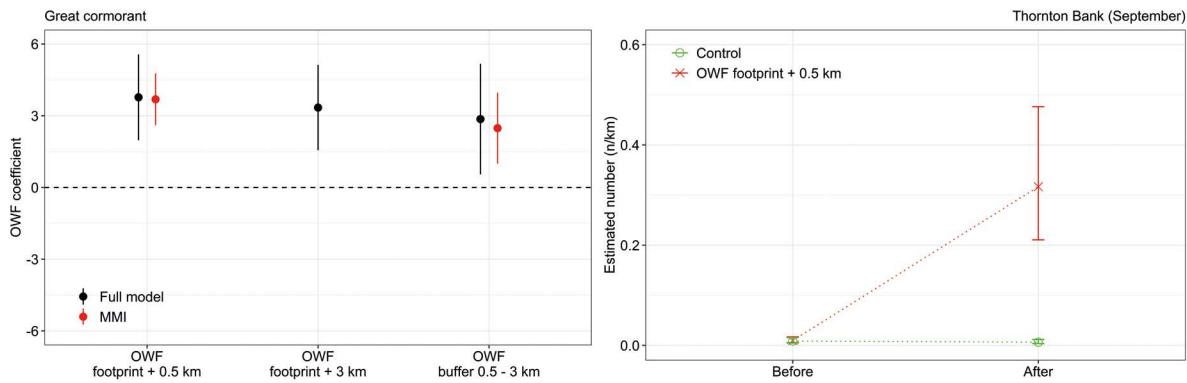 Great cormorant
OWF coefficient
6
3
0
-3
-6
Full model
MMI
OWF
footprint + 0.5 km
OWF
footprint + 3 km
OWF
buffer 0.5 - 3 km
Thornton Bank (September)
Estimated number (n/km)
0.6
0.4
0.2
0.0
Control
OWF footprint + 0.5 km
Before
After